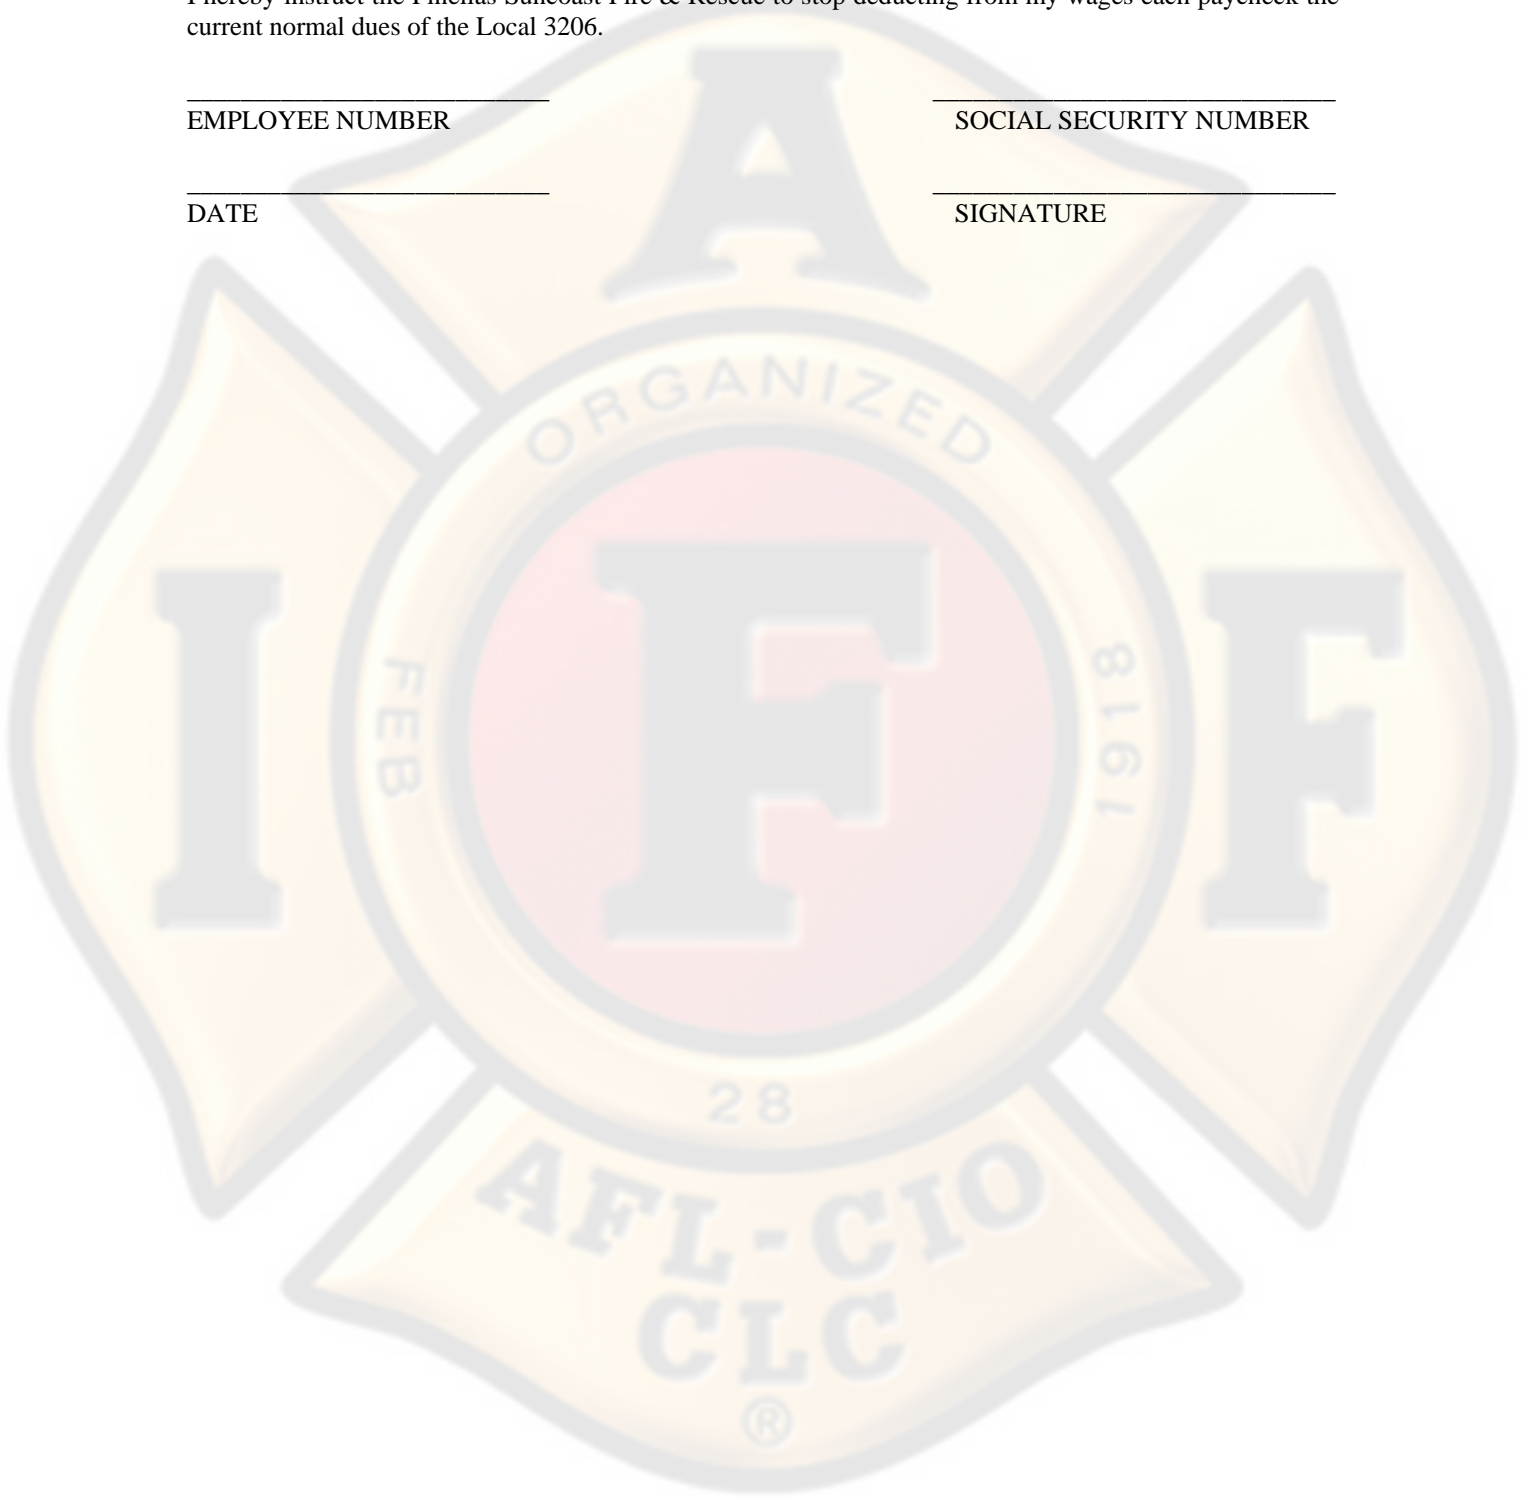 I hereby instruct the Pinellas Suncoast Fire & Rescue to stop deducting from my wages each paycheck the
current normal dues of the Local 3206.
EMPLOYEE NUMBER
SOCIAL SECURITY NUMBER
DATE
SIGNATURE
A
ORGANIZED
I
F
F
FEB
1918
28
AFL-CIO
CLC
®